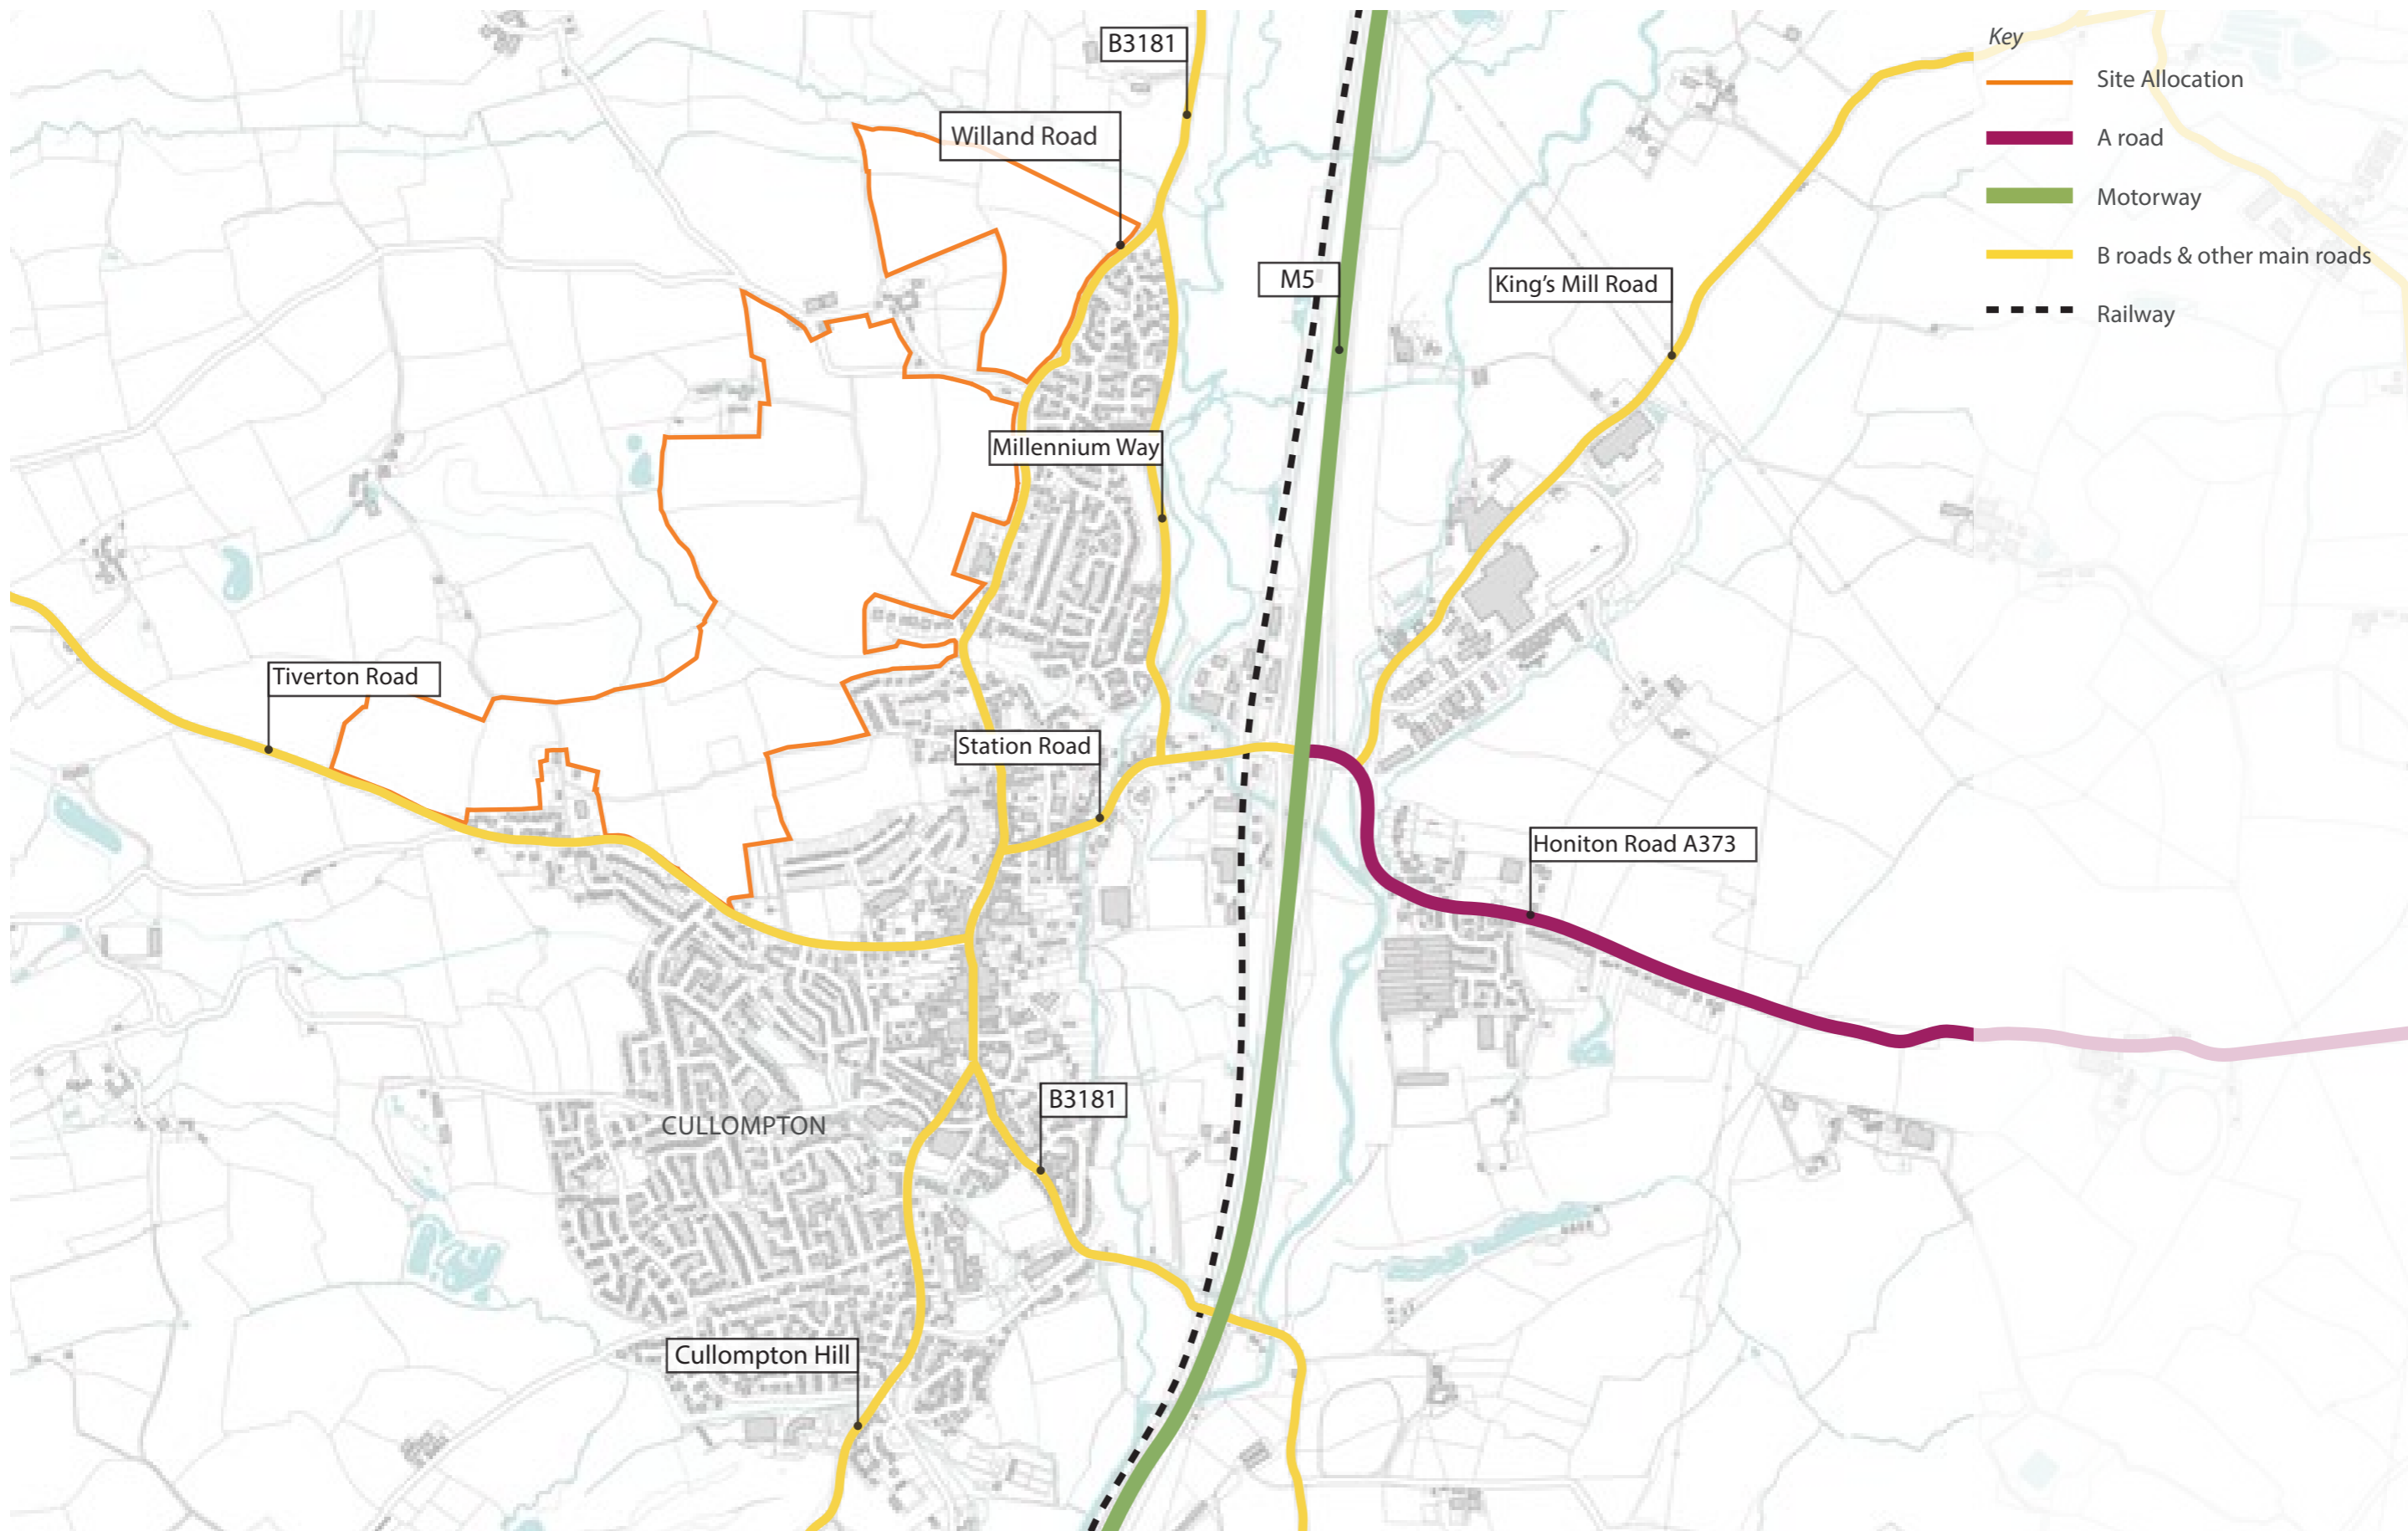 B3181
Key
Site Allocation
Willand Road
A road
Motorway
B roads & other main roads
M5
King's Mill Road
Railway
Millennium Way
Tiverton Road
Station Road
Honiton Road A373
B3181
CULLOMPTON
Cullompton Hill